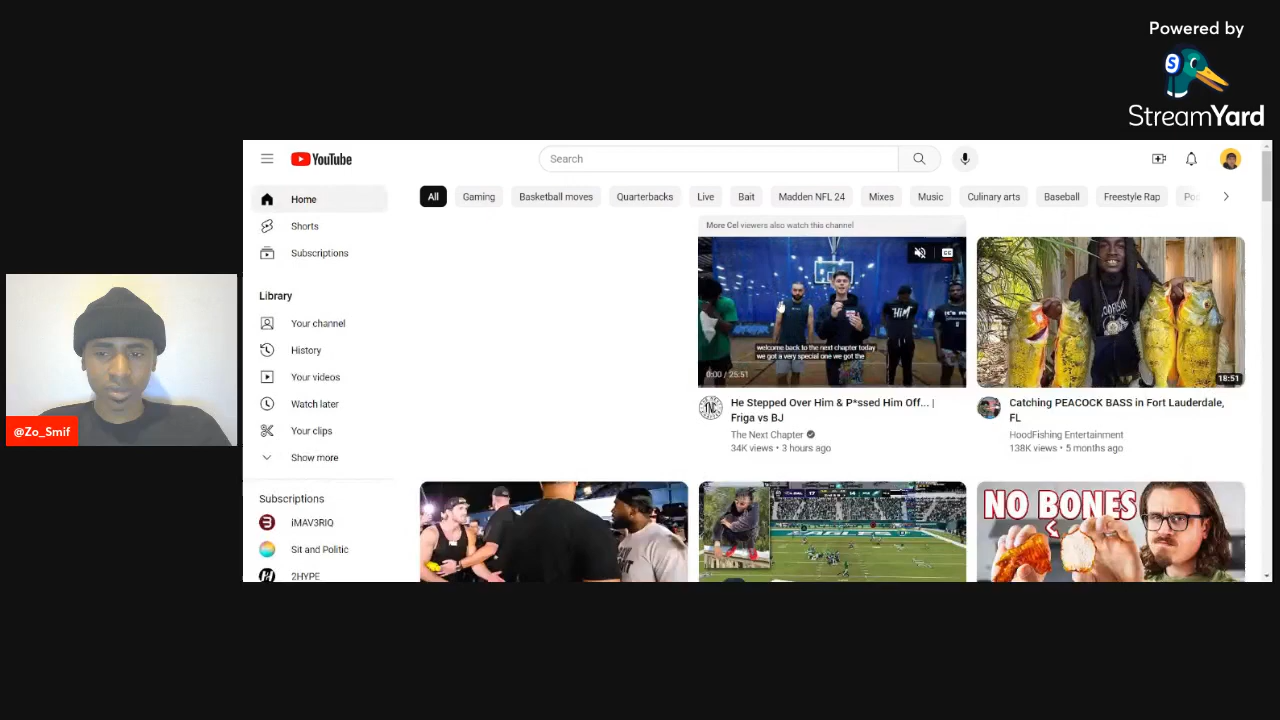 Powered by
StreamYard
YouTube
Search
Home
Shorts
Subscriptions
Library
Your channel
History
Your videos
Watch later
Your clips
Show more
Subscriptions
iMAV3RIQ
Sit and Politic
2HYPE
All
Gaming
Basketball moves
Quarterbacks
Live
Bait
Madden NFL 24
Mixes
Music
Culinary arts
Baseball
Freestyle Rap
More Cel viewers also watch this channel
CC
HIM
welcome back to the next chapter today
we got a very special one we got the
0:00 / 25:51
He Stepped Over Him & P*ssed Him Off... |
Friga vs BJ
The Next Chapter
34K views • 3 hours ago
18:51
Catching PEACOCK BASS in Fort Lauderdale,
FL
HoodFishing Entertainment
138K views • 5 months ago
NO BONES
@Zo_Smif